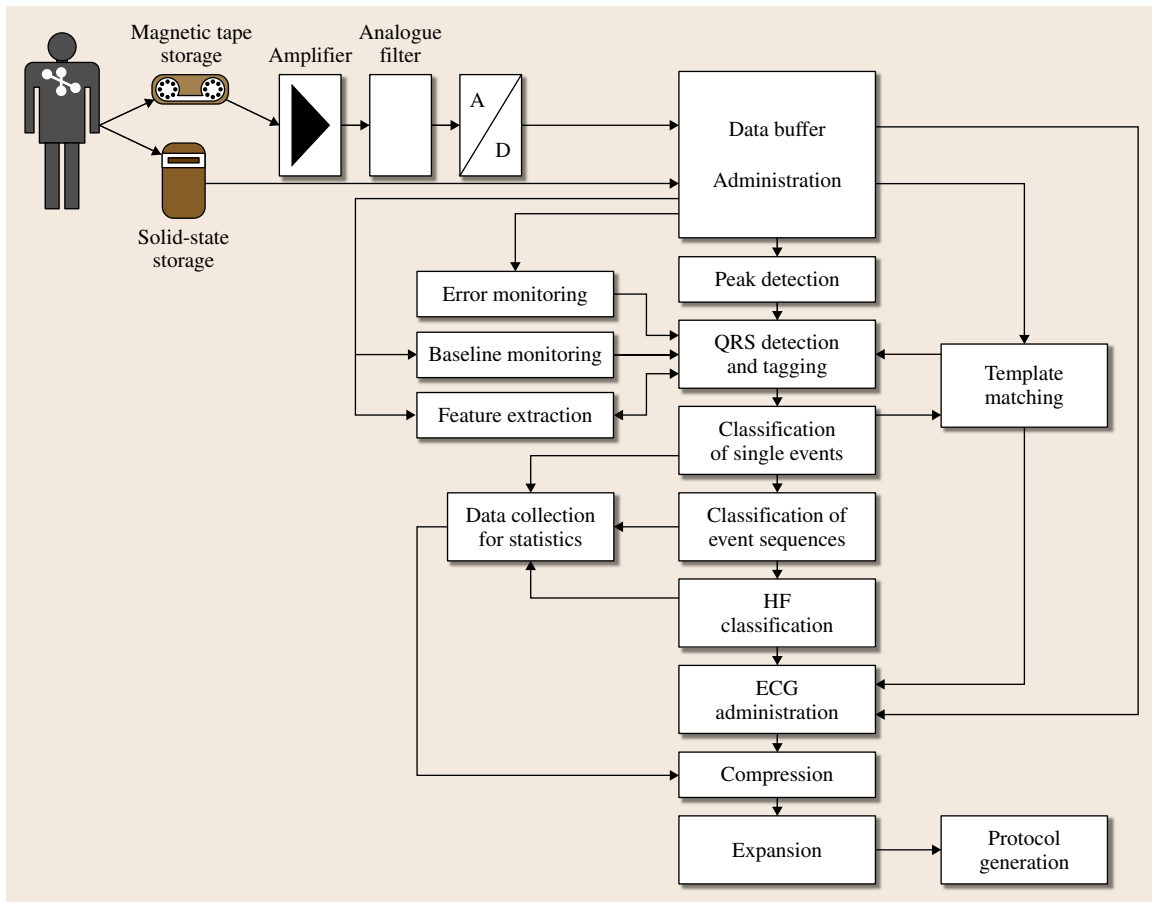 Magnetic tape
storage
Amplifier
Analogue
filter
A
D
Solid-state
storage
Data buffer
Administration
Error monitoring
Peak detection
Baseline monitoring
QRS detection
and tagging
Feature extraction
Template
matching
Classification
of single events
Data collection
for statistics
Classification of
event sequences
HF
classification
ECG
administration
Compression
Expansion
Protocol
generation